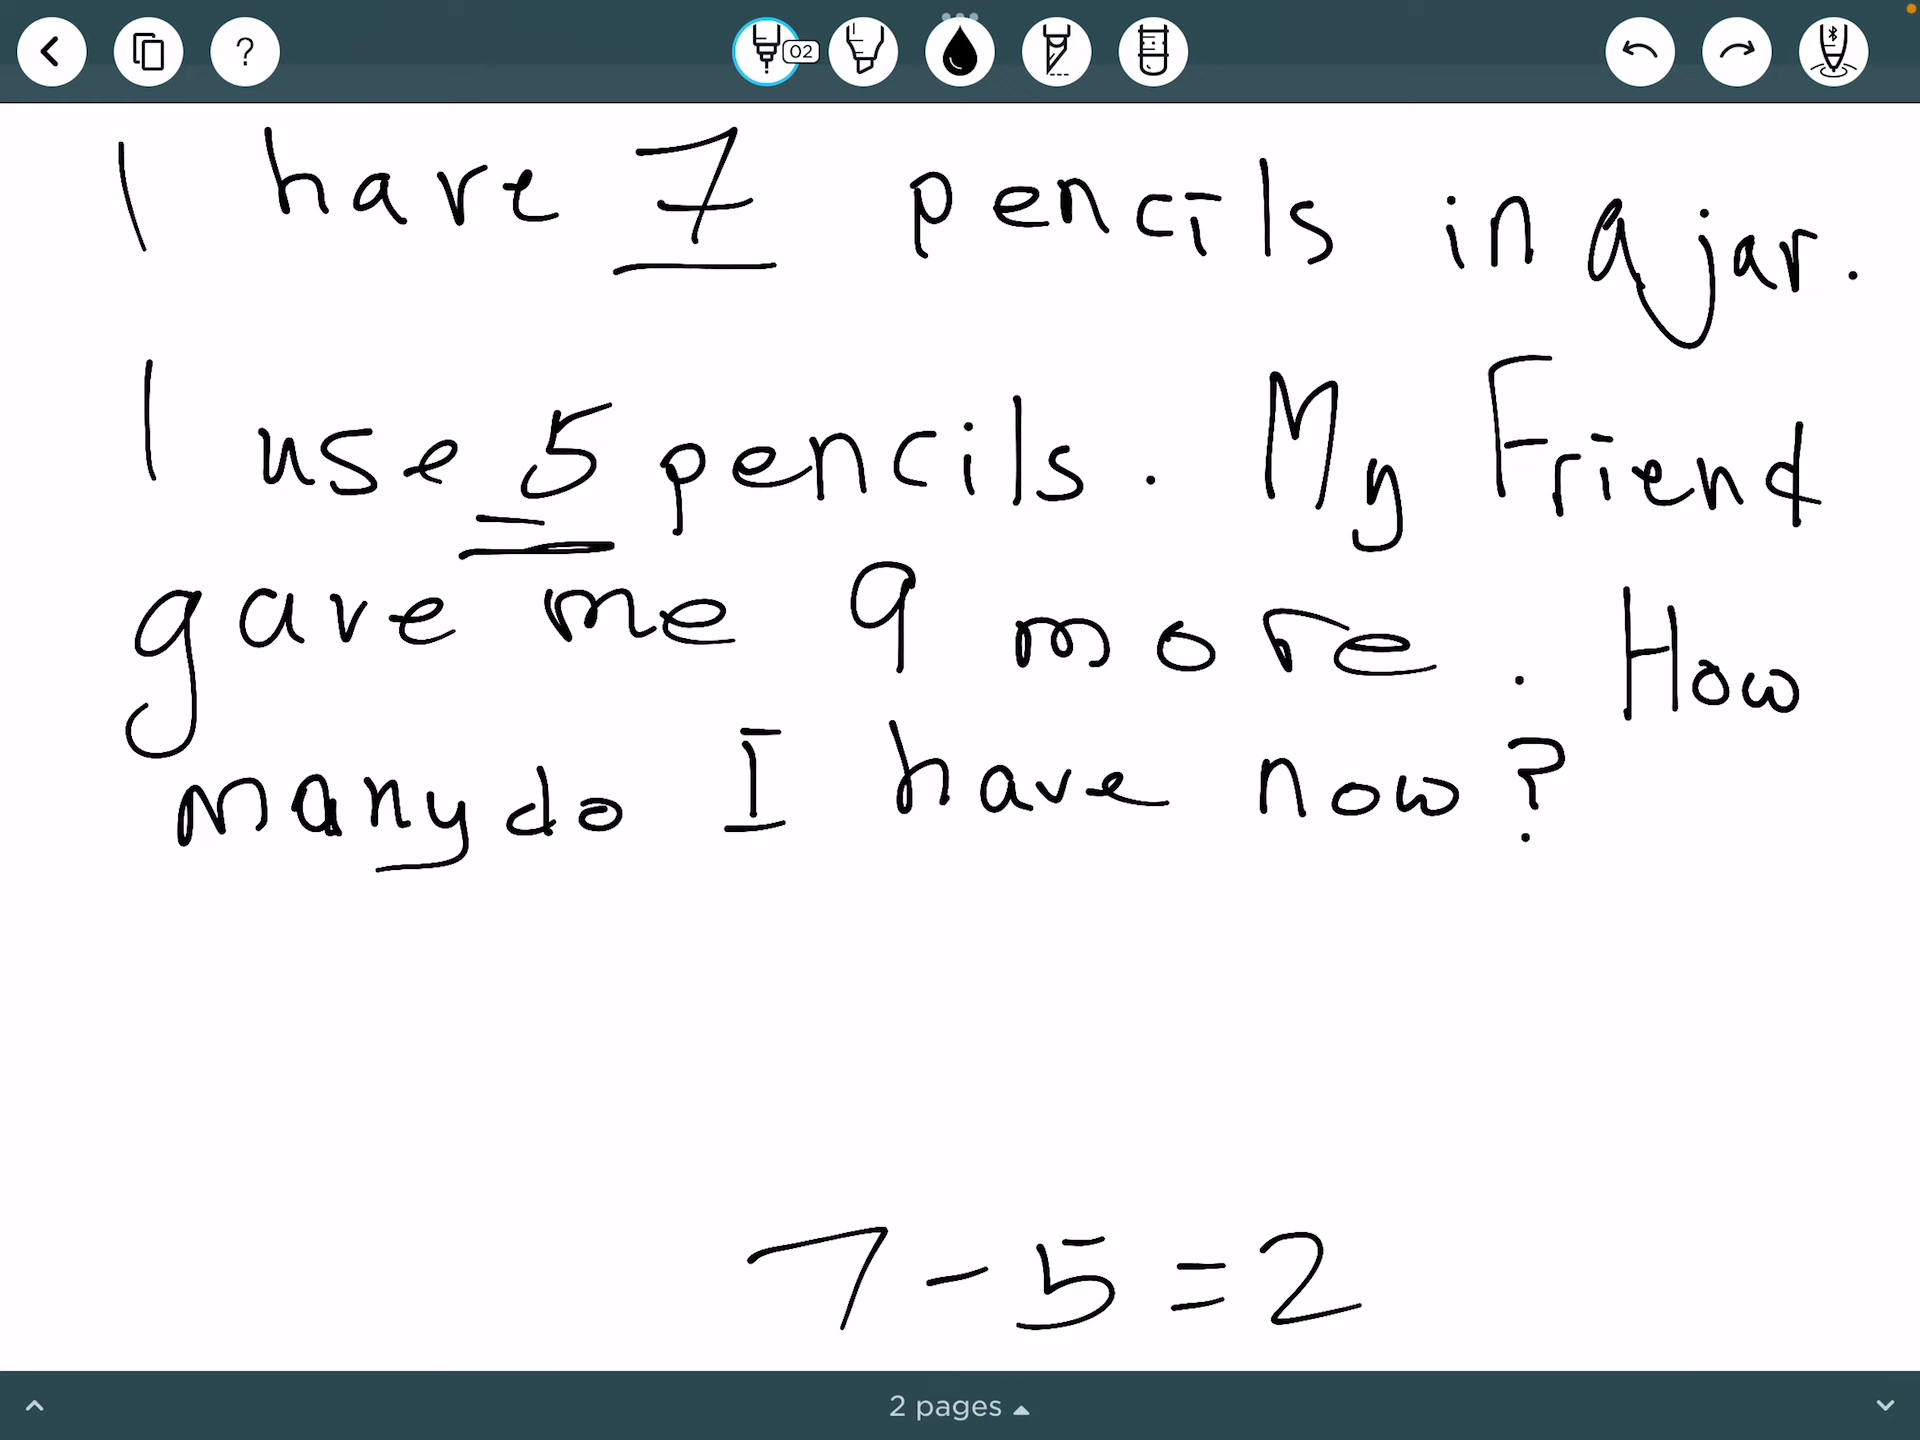 ?
02
I have 7 pencils in a jar.
I use 5 pencils. My Friend
gave me 9 more. How
many do I have now?
7 - 5 = 2
2 pages